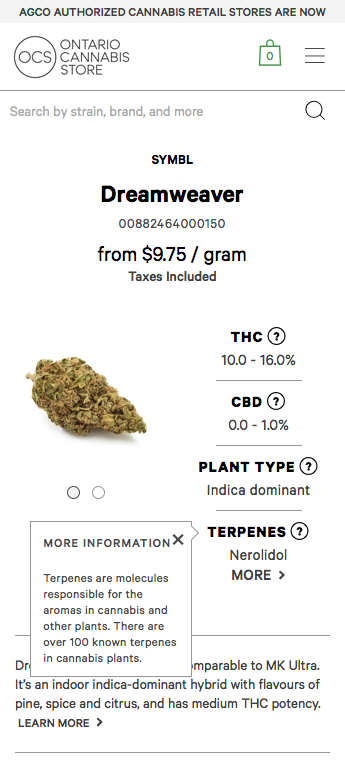 AGCO AUTHORIZED CANNABIS RETAIL STORES ARE NOW
OCS ONTARIO
CANNABIS
STORE
0
Search by strain, brand, and more
SYMBL
Dreamweaver
00882464000150
from $9.75 / gram
Taxes Included
THC ?
10.0 - 16.0%
CBD ?
0.0 - 1.0%
PLANT TYPE ?
Indica dominant
TERPENES ?
Nerolidol
MORE >
MORE INFORMATION ×
Terpenes are molecules
responsible for the
aromas in cannabis and
other plants. There are
over 100 known terpenes
in cannabis plants.
comparable to MK Ultra.
It's an indoor indica-dominant hybrid with flavours of
pine, spice and citrus, and has medium THC potency.
LEARN MORE >